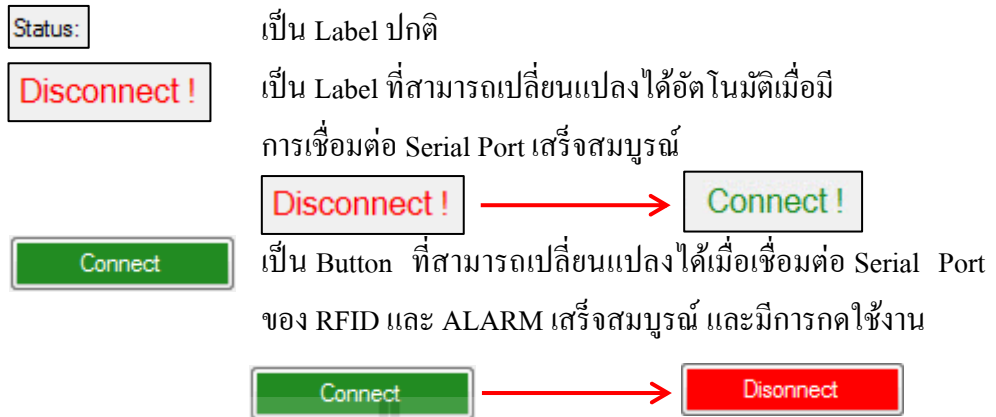 Status: เป็น Label ปกติ
Disconnect ! เป็น Label ที่สามารถเปลี่ยนแปลงได้อัตโนมัติเมื่อมี
การเชื่อมต่อ Serial Port เสร็จสมบูรณ์
Disconnect ! Connect !
Connect เป็น Button ที่สามารถเปลี่ยนแปลงได้เมื่อเชื่อมต่อ Serial Port
ของ RFID และ ALARM เสร็จสมบูรณ์ และมีการกดใช้งาน
Connect Disonnect